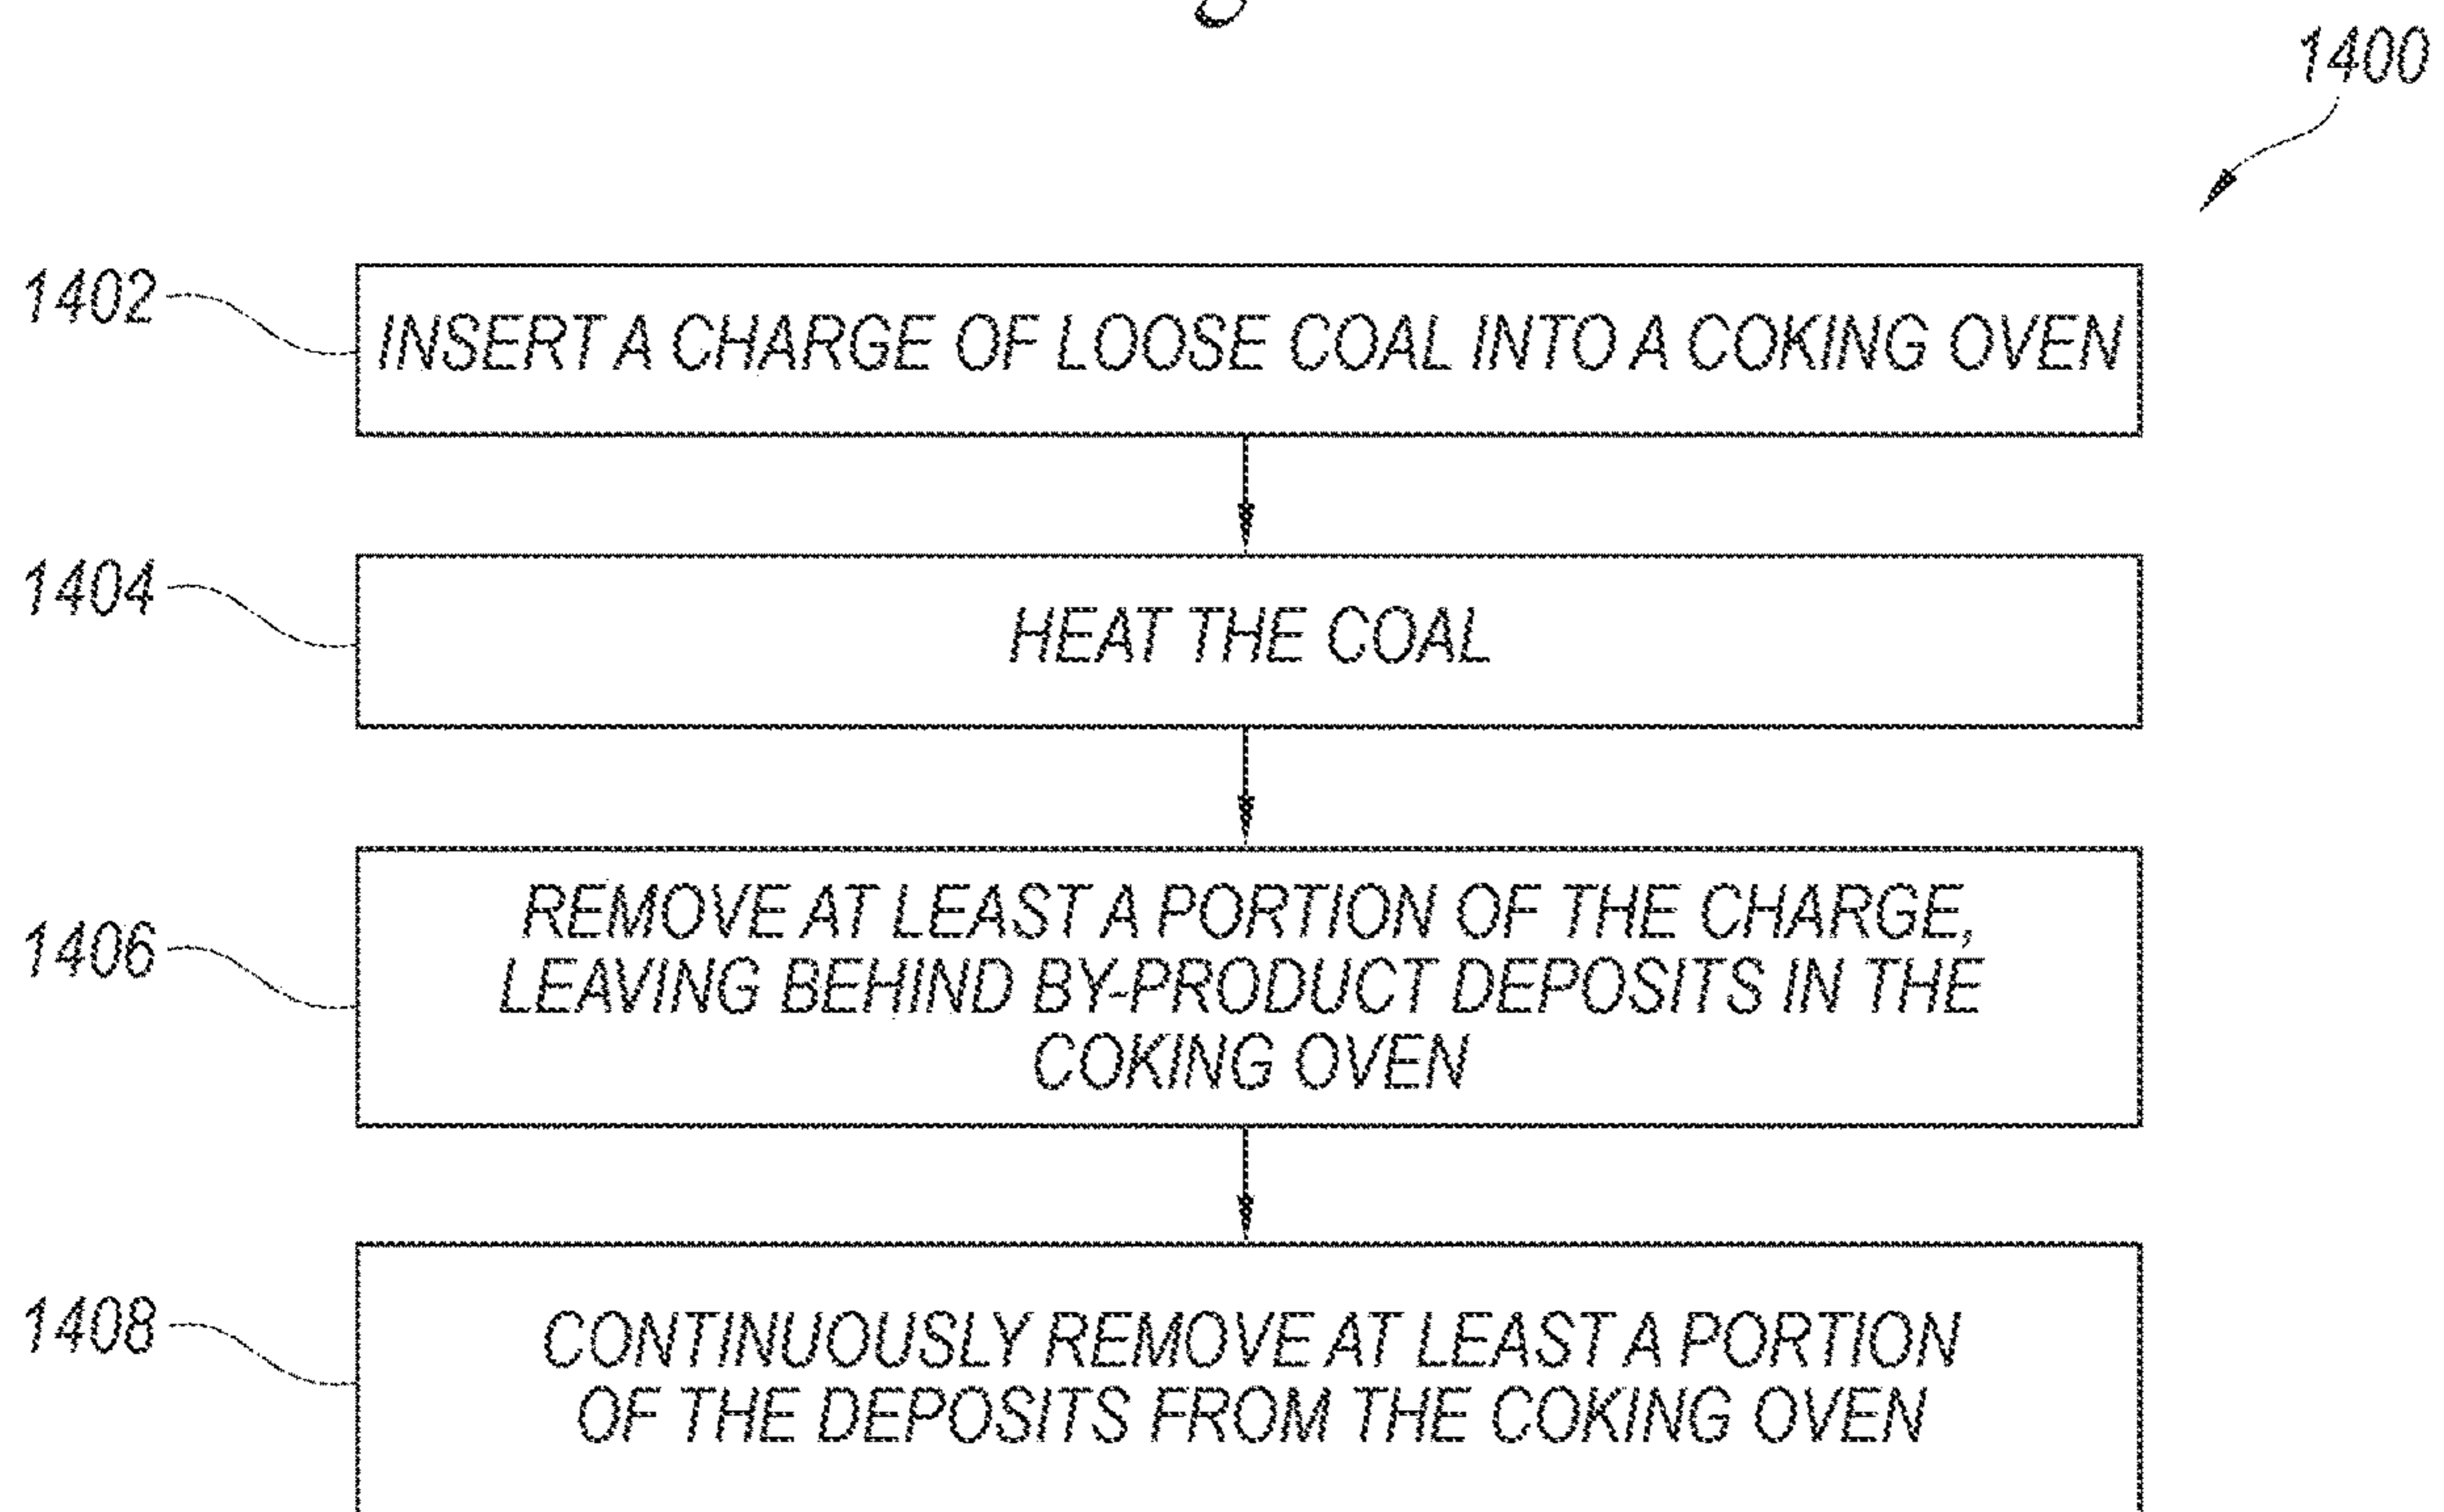 1400
1402
INSERT A CHARGE OF LOOSE COAL INTO A COKING OVEN
1404
HEAT THE COAL
1406
REMOVE AT LEAST A PORTION OF THE CHARGE,
LEAVING BEHIND BY-PRODUCT DEPOSITS IN THE
COKING OVEN
1408
CONTINUOUSLY REMOVE AT LEAST A PORTION
OF THE DEPOSITS FROM THE COKING OVEN